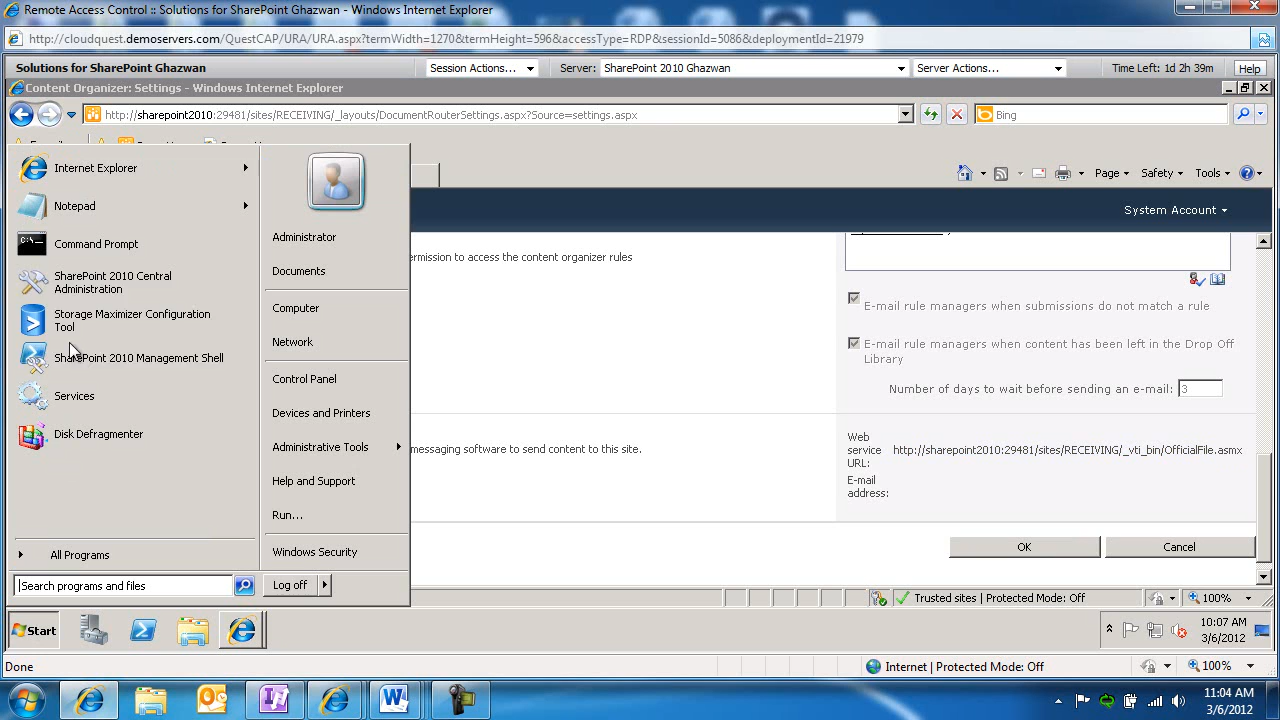 Remote Access Control :: Solutions for SharePoint Ghazwan - Windows Internet Explorer
http://cloudquest.demoservers.com/QuestCAP/URA/URA.aspx?termWidth=1270&termHeight=596&accessType=RDP&sessionId=5086&deploymentId=21979
Solutions for SharePoint Ghazwan
Session Actions...
Server:
SharePoint 2010 Ghazwan
Server Actions...
Time Left: 1d 2h 39m
Help
Content Organizer: Settings - Windows Internet Explorer
http://sharepoint2010:29481/sites/RECEIVING/_layouts/DocumentRouterSettings.aspx?Source=settings.aspx
Bing
Page
Safety
Tools
System Account
Internet Explorer
Notepad
Command Prompt
SharePoint 2010 Central
Administration
Storage Maximizer Configuration
Tool
SharePoint 2010 Management Shell
Services
Disk Defragmenter
All Programs
Search programs and files
Administrator
Documents
Computer
Network
Control Panel
Devices and Printers
Administrative Tools
Help and Support
Run...
Windows Security
Log off
rmission to access the content organizer rules
E-mail rule managers when submissions do not match a rule
E-mail rule managers when content has been left in the Drop Off
Library
Number of days to wait before sending an e-mail: 3
messaging software to send content to this site.
Web
service
URL:
http://sharepoint2010:29481/sites/RECEIVING/_vti_bin/OfficialFile.asmx
E-mail
address:
OK
Cancel
Trusted sites | Protected Mode: Off
100%
Start
10:07 AM
3/6/2012
Done
Internet | Protected Mode: Off
100%
11:04 AM
3/6/2012